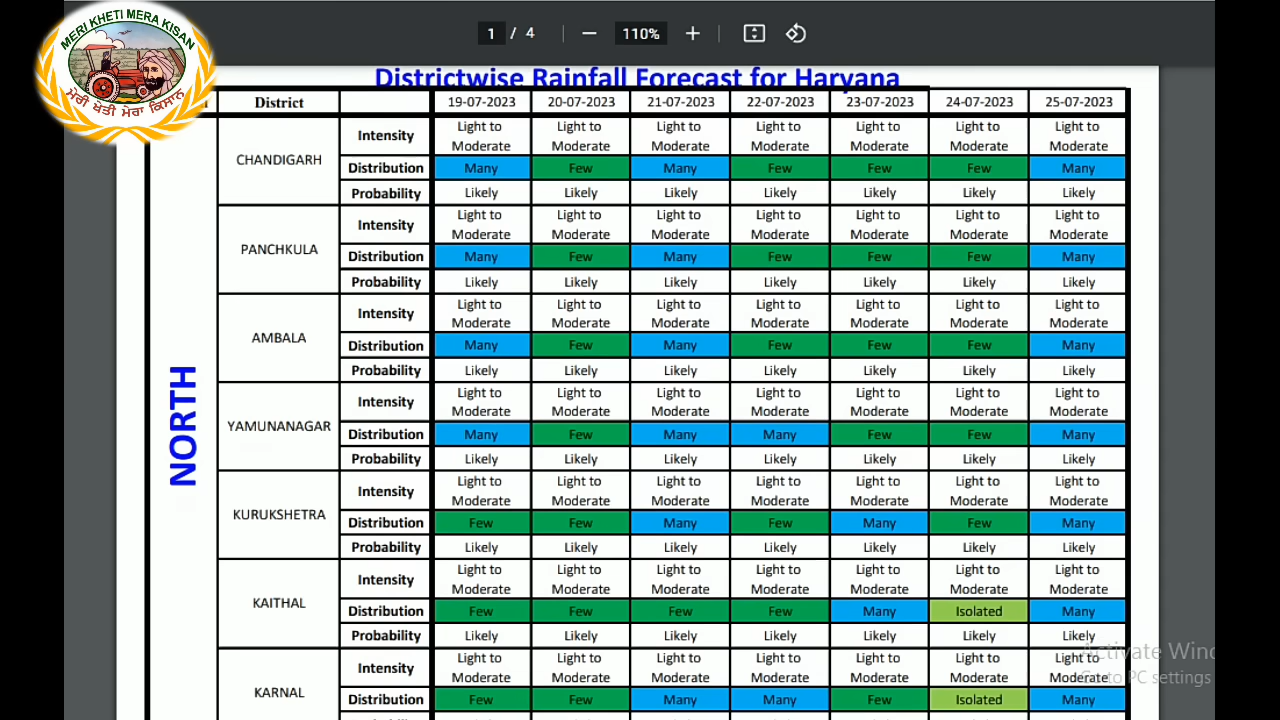 MERI KHETI MERA KISAN
ਮੇਰੀ ਖੇਤੀ ਮੇਰਾ ਕਿਸਾਨ
1 / 4 110%
Districtwise Rainfall Forecast for Haryana
District 19-07-2023 20-07-2023 21-07-2023 22-07-2023 23-07-2023 24-07-2023 25-07-2023
NORTH
CHANDIGARH
Intensity Light to Moderate Light to Moderate Light to Moderate Light to Moderate Light to Moderate Light to Moderate Light to Moderate
Distribution Many Few Many Few Few Few Many
Probability Likely Likely Likely Likely Likely Likely Likely
PANCHKULA
Intensity Light to Moderate Light to Moderate Light to Moderate Light to Moderate Light to Moderate Light to Moderate Light to Moderate
Distribution Many Few Many Few Few Few Many
Probability Likely Likely Likely Likely Likely Likely Likely
AMBALA
Intensity Light to Moderate Light to Moderate Light to Moderate Light to Moderate Light to Moderate Light to Moderate Light to Moderate
Distribution Many Few Many Few Few Few Many
Probability Likely Likely Likely Likely Likely Likely Likely
YAMUNANAGAR
Intensity Light to Moderate Light to Moderate Light to Moderate Light to Moderate Light to Moderate Light to Moderate Light to Moderate
Distribution Many Few Many Many Few Few Many
Probability Likely Likely Likely Likely Likely Likely Likely
KURUKSHETRA
Intensity Light to Moderate Light to Moderate Light to Moderate Light to Moderate Light to Moderate Light to Moderate Light to Moderate
Distribution Few Few Many Few Many Few Many
Probability Likely Likely Likely Likely Likely Likely Likely
KAITHAL
Intensity Light to Moderate Light to Moderate Light to Moderate Light to Moderate Light to Moderate Light to Moderate Light to Moderate
Distribution Few Few Few Few Many Isolated Many
Probability Likely Likely Likely Likely Likely Likely Likely
KARNAL
Intensity Light to Moderate Light to Moderate Light to Moderate Light to Moderate Light to Moderate Light to Moderate Light to Moderate
Distribution Few Few Many Many Few Isolated Many
Activate Wind
Go to PC settings